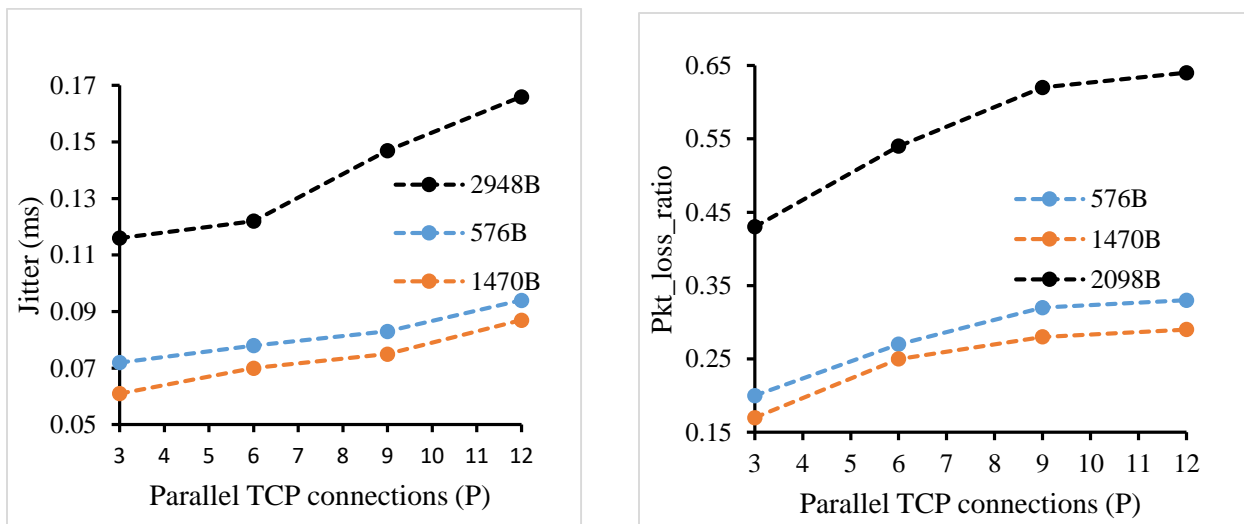 0.17
0.15
0.13
0.11
0.09
0.07
0.05
Jitter (ms)
2948B
576B
1470B
3 4 5 6 7 8 9 10 11 12
Parallel TCP connections (P)
0.65
0.55
0.45
0.35
0.25
0.15
Pkt_loss_ratio
576B
1470B
2098B
3 4 5 6 7 8 9 10 11 12
Parallel TCP connections (P)